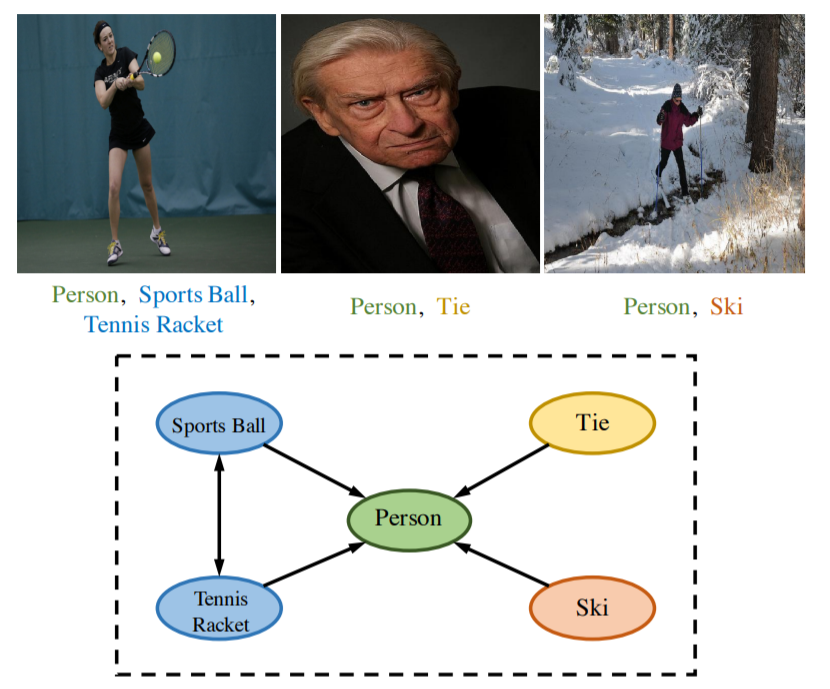 Person, Sports Ball,
Tennis Racket
Person, Tie
Person, Ski
Sports Ball
Tie
Person
Tennis
Racket
Ski